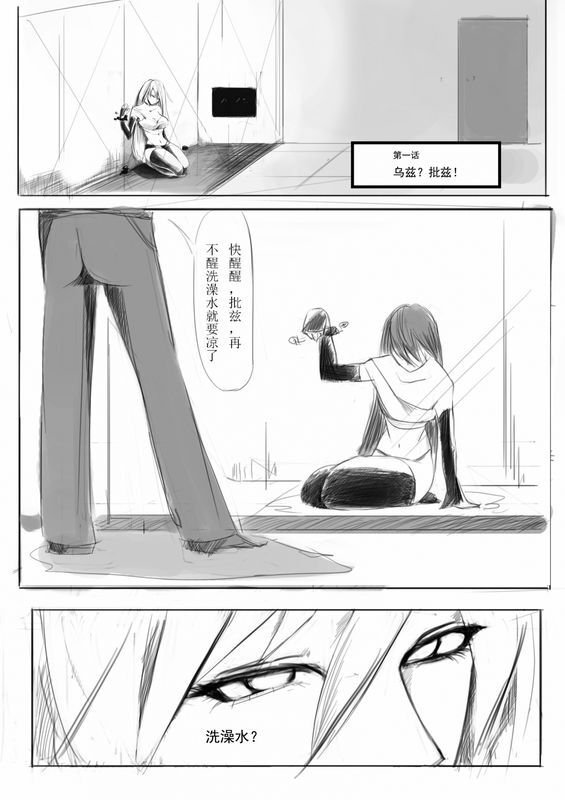 第一话
乌兹？批兹！
快醒醒，批兹，再
不醒洗澡水就要凉了
洗澡水？